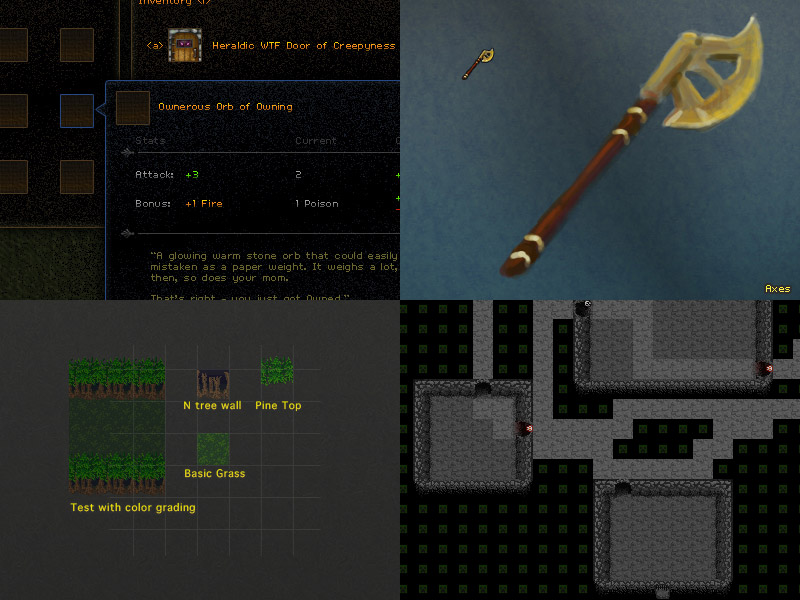 Inventory <i>
<a> Heraldic WTF Door of Creepyness
Ownerous Orb of Owning
Stats Current
Attack: +3 2 +
Bonus: +1 Fire 1 Poison +
"A glowing warm stone orb that could easily
mistaken as a paper weight. It weighs a lot,
then, so does your mom.
That's right - you just got Owned."
Axes
N tree wall Pine Top
Basic Grass
Test with color grading